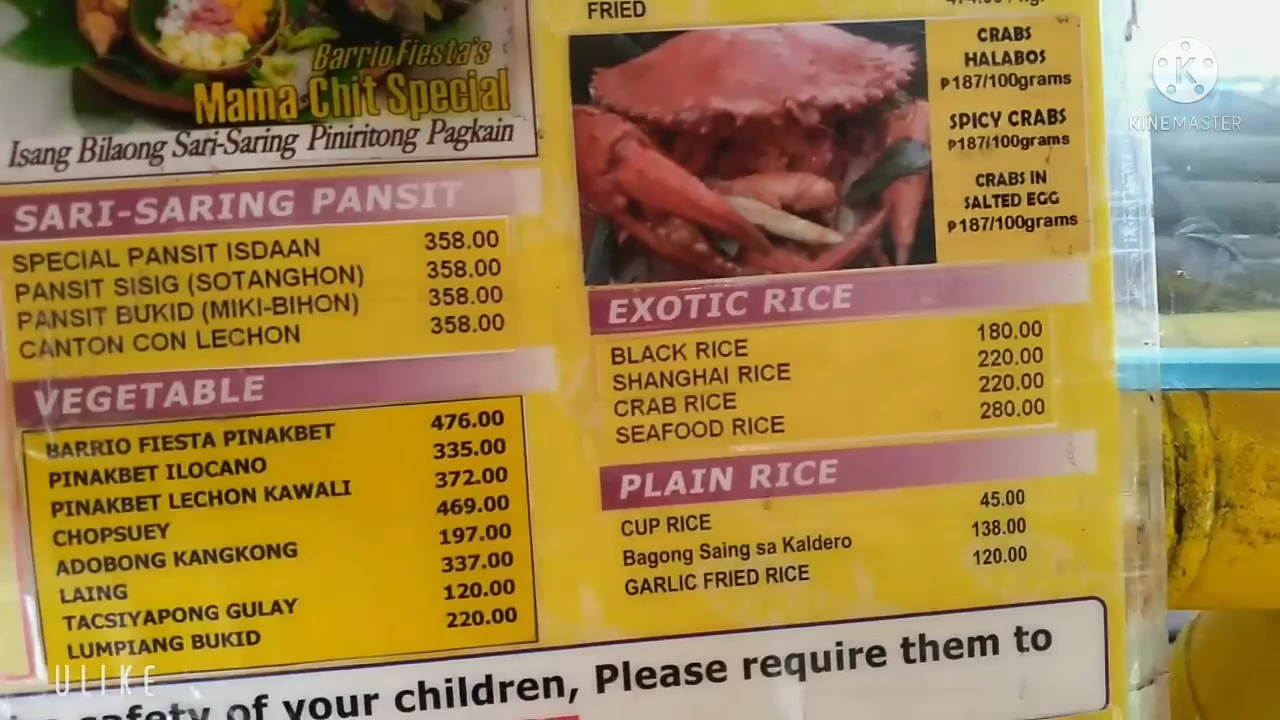 Barrio Fiesta's
Mama Chit Special
Isang Bilaong Sari-Saring Piniritong Pagkain
SARI-SARING PANSIT
SPECIAL PANSIT ISDAAN 358.00
PANSIT SISIG (SOTANGHON) 358.00
PANSIT BUKID (MIKI-BIHON) 358.00
CANTON CON LECHON 358.00
VEGETABLE
BARRIO FIESTA PINAKBET 476.00
PINAKBET ILOCANO 335.00
PINAKBET LECHON KAWALI 372.00
CHOPSUEY 469.00
ADOBONG KANGKONG 197.00
LAING 337.00
TACSIYAPONG GULAY 120.00
LUMPIANG BUKID 220.00
FRIED
CRABS
HALABOS
₱187/100grams
SPICY CRABS
₱187/100grams
CRABS IN
SALTED EGG
₱187/100grams
EXOTIC RICE
BLACK RICE 180.00
SHANGHAI RICE 220.00
CRAB RICE 220.00
SEAFOOD RICE 280.00
PLAIN RICE
CUP RICE 45.00
Bagong Saing sa Kaldero 138.00
GARLIC FRIED RICE 120.00
safety of your children, Please require them to
K
KINEMASTER
ULIKE